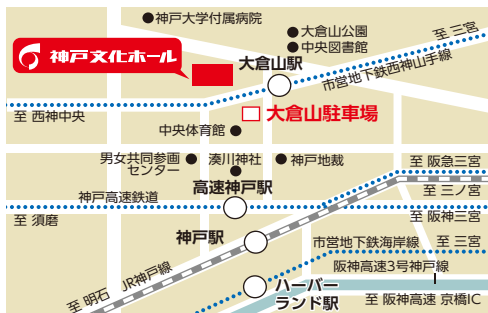 神戸大学付属病院
大倉山公園
中央図書館
至 三宮
神戸文化ホール
大倉山駅
市営地下鉄西神山手線
至 西神中央
大倉山駐車場
中央体育館
男女共同参画
センター
湊川神社
神戸地裁
至 阪急三宮
高速神戸駅
至 三ノ宮
神戸高速鉄道
至 須磨
至 阪神三宮
神戸駅
市営地下鉄海岸線
至 三宮
阪神高速3号神戸線
至 明石
JR神戸線
ハーバー
ランド駅
至 阪神高速 京橋IC